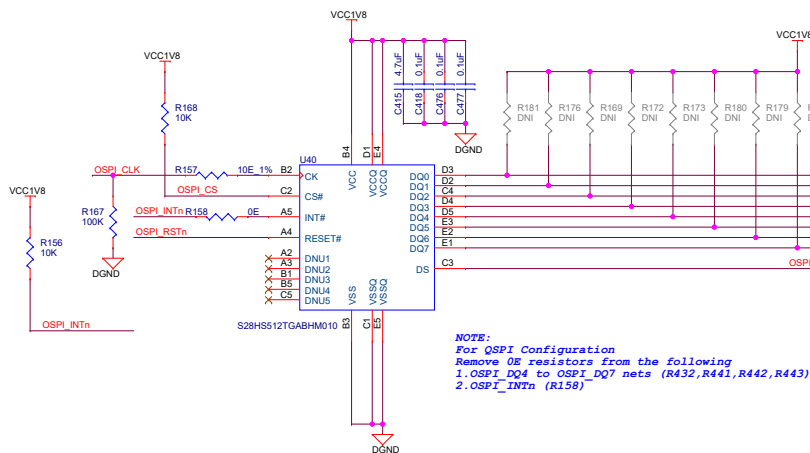 VCC1V8
VCC1V8
VCC1V8
4.7uF
0.1uF
0.1uF
0.1uF
C415
C418
C476
C477
DGND
R168
10K
R181
DNI
R176
DNI
R169
DNI
R172
DNI
R173
DNI
R180
DNI
R179
DNI
B4
D1
E4
U40
OSPI_CLK
R157
10E_1%
B2
CK
VCC
VCCQ
VCCQ
DQ0
D3
OSPI_CS
C2
CS#
DQ1
D2
DQ2
C4
VCC1V8
R167
100K
OSPI_INTn
R158
0E
A5
INT#
DQ3
D4
DQ4
D5
OSPI_RSTn
A4
RESET#
DQ5
E3
DQ6
E2
DQ7
E1
R156
10K
DGND
A2
DNU1
A3
DNU2
B1
DNU3
B5
DNU4
C5
DNU5
DS
C3
OSPI
VSS
VSSQ
VSSQ
OSPI_INTn
S28HS512TGABHM010
B3
C1
E5
NOTE:
For QSPI Configuration
Remove 0E resistors from the following
1.OSPI_DQ4 to OSPI_DQ7 nets (R432,R441,R442,R443)
2.OSPI_INTn (R158)
DGND